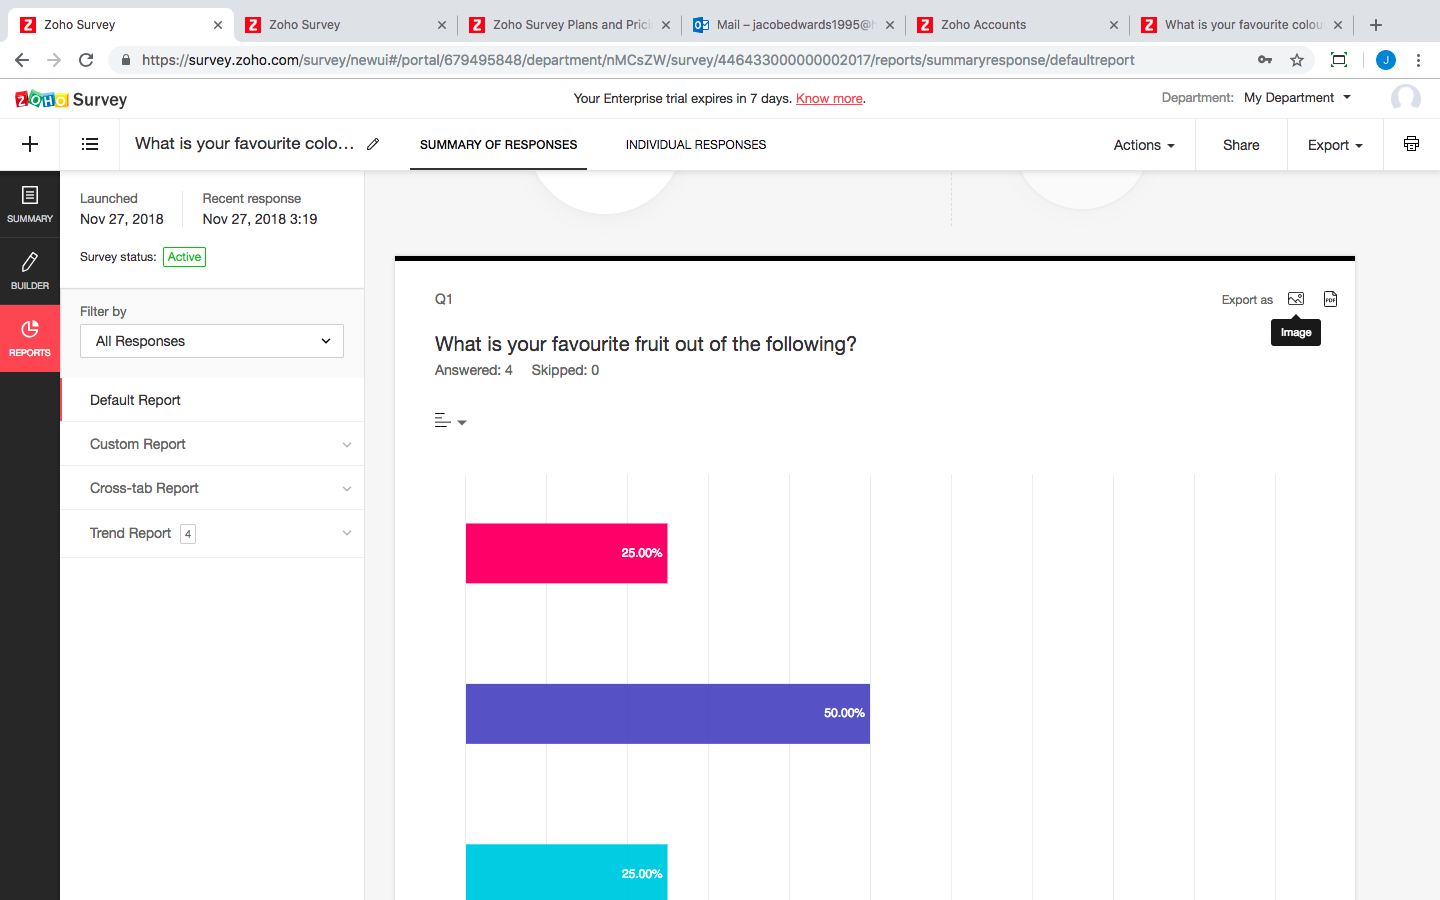 Zoho Survey
Zoho Survey
Zoho Survey Plans and Prici
Mail – jacobedwards1995@h
Zoho Accounts
What is your favourite colou
https://survey.zoho.com/survey/newui#/portal/679495848/department/nMCsZW/survey/446433000000002017/reports/summaryresponse/defaultreport
J
ZOHO Survey
Your Enterprise trial expires in 7 days. Know more.
Department: My Department
What is your favourite colo...
SUMMARY OF RESPONSES
INDIVIDUAL RESPONSES
Actions
Share
Export
SUMMARY
BUILDER
REPORTS
Launched
Nov 27, 2018
Recent response
Nov 27, 2018 3:19
Survey status: Active
Filter by
All Responses
Default Report
Custom Report
Cross-tab Report
Trend Report 4
Q1
Export as
PDF
Image
What is your favourite fruit out of the following?
Answered: 4 Skipped: 0
25.00%
50.00%
25.00%